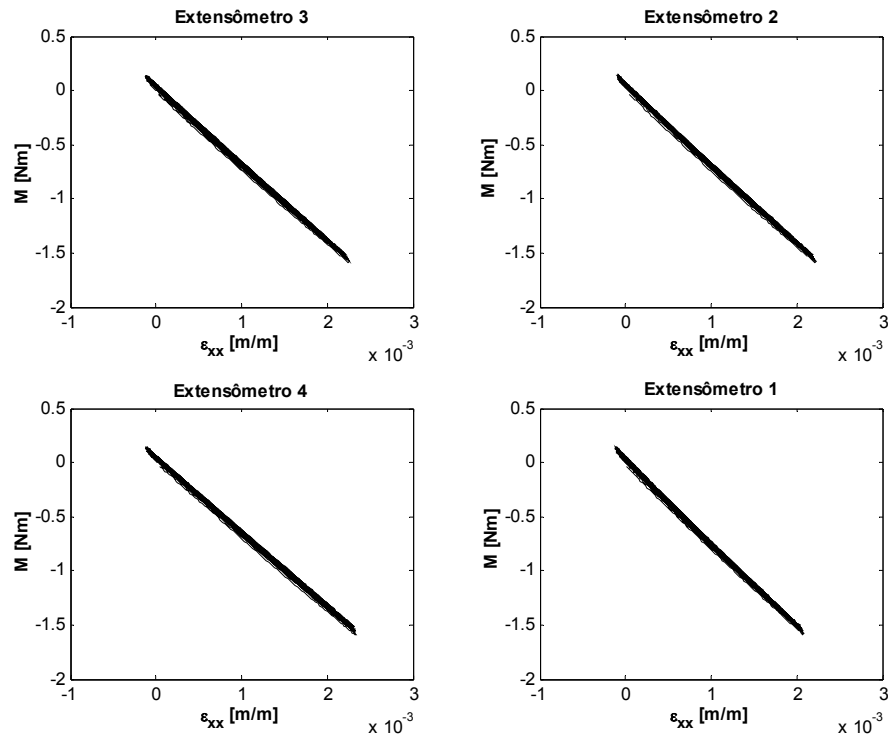 Extensômetro 3
0.5
0
-0.5
-1
-1.5
-2
M [Nm]
-1 0 1 2 3
εxx [m/m]
x 10-3
Extensômetro 2
0.5
0
-0.5
-1
-1.5
-2
M [Nm]
-1 0 1 2 3
εxx [m/m]
x 10-3
Extensômetro 4
0.5
0
-0.5
-1
-1.5
-2
M [Nm]
-1 0 1 2 3
εxx [m/m]
x 10-3
Extensômetro 1
0.5
0
-0.5
-1
-1.5
-2
M [Nm]
-1 0 1 2 3
εxx [m/m]
x 10-3